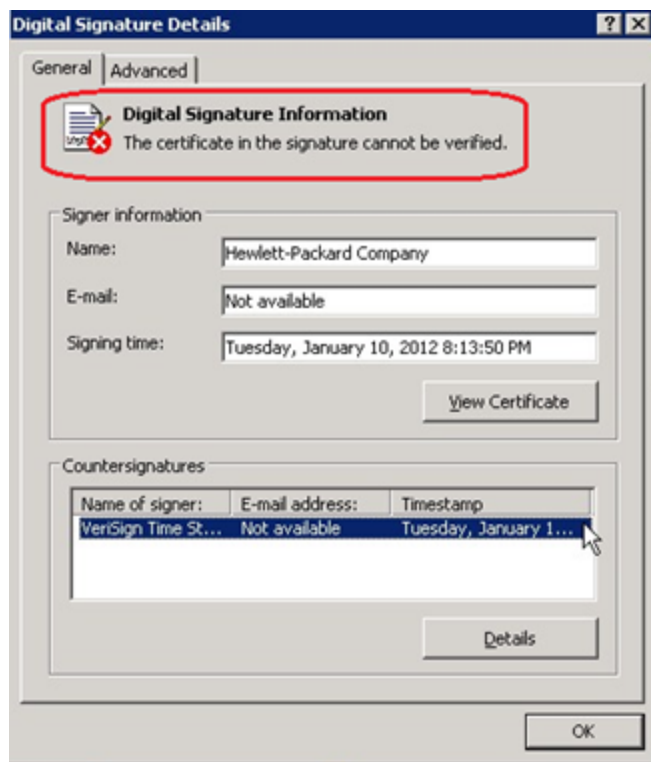 Digital Signature Details
General Advanced
Digital Signature Information
The certificate in the signature cannot be verified.
Signer information
Name: Hewlett-Packard Company
E-mail: Not available
Signing time: Tuesday, January 10, 2012 8:13:50 PM
View Certificate
Countersignatures
Name of signer: E-mail address: Timestamp
VeriSign Time St... Not available Tuesday, January 1...
Details
OK